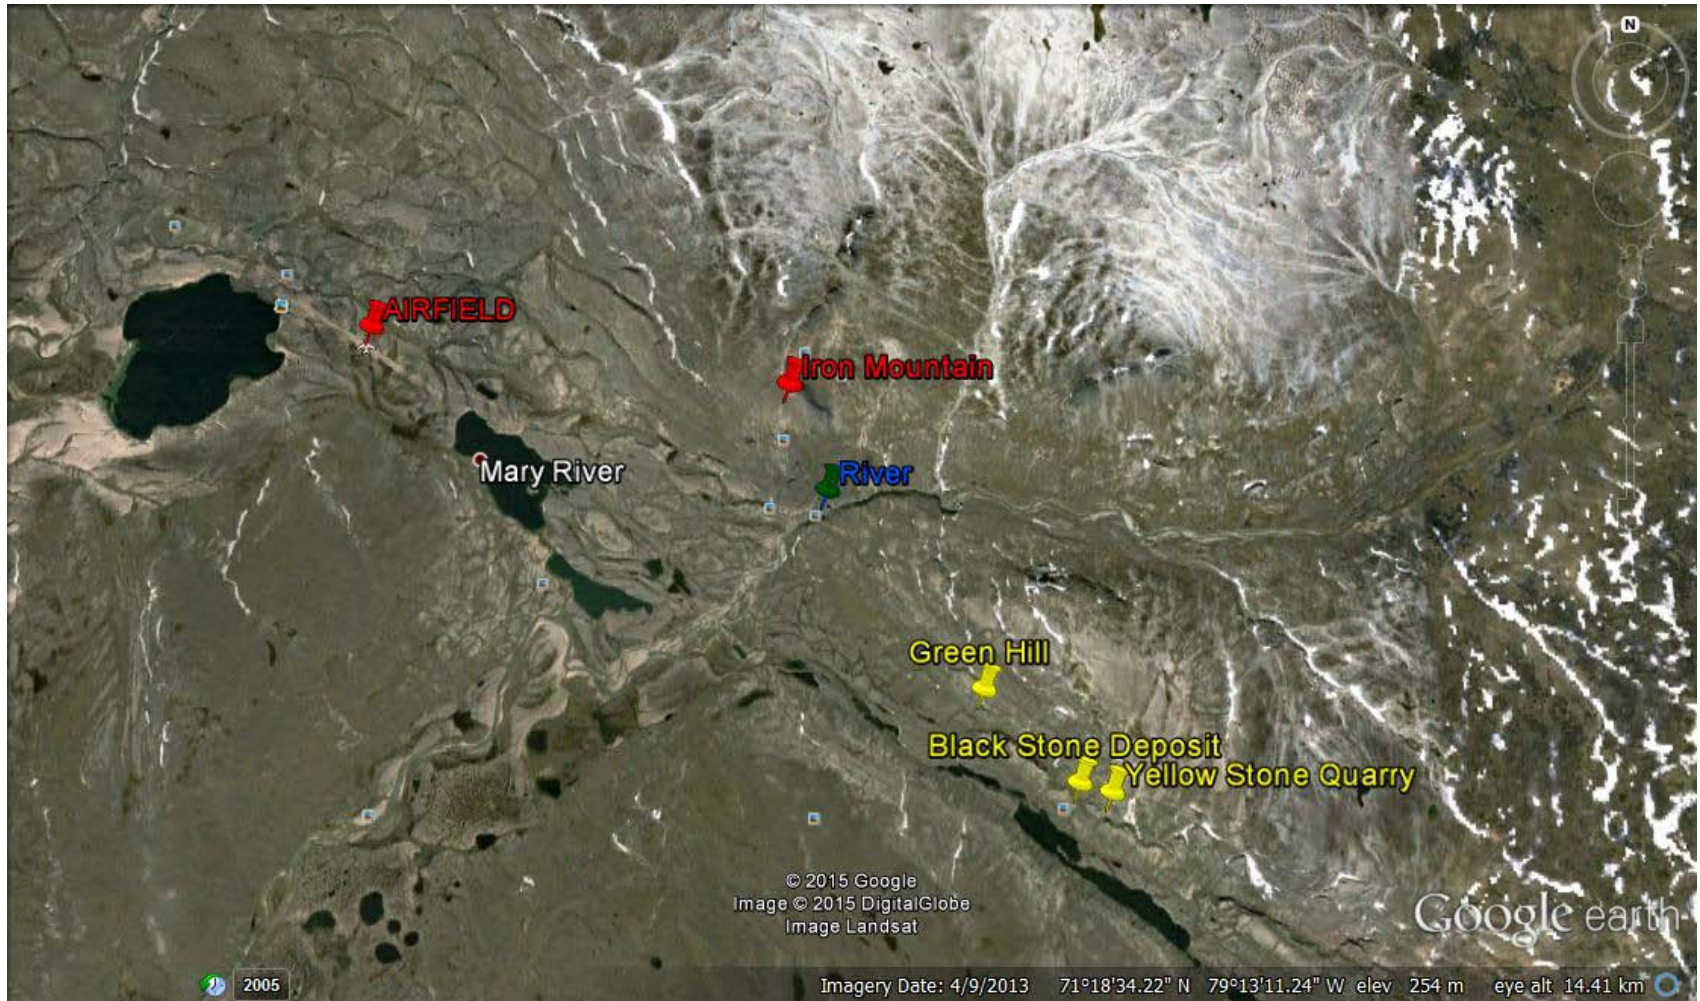 N
AIRFIELD
Iron Mountain
Mary River
River
Green Hill
Black Stone Deposit
Yellow Stone Quarry
© 2015 Google
Image © 2015 DigitalGlobe
Image Landsat
Google earth
2005
Imagery Date: 4/9/2013 71°18'34.22" N 79°13'11.24" W elev 254 m eye alt 14.41 km